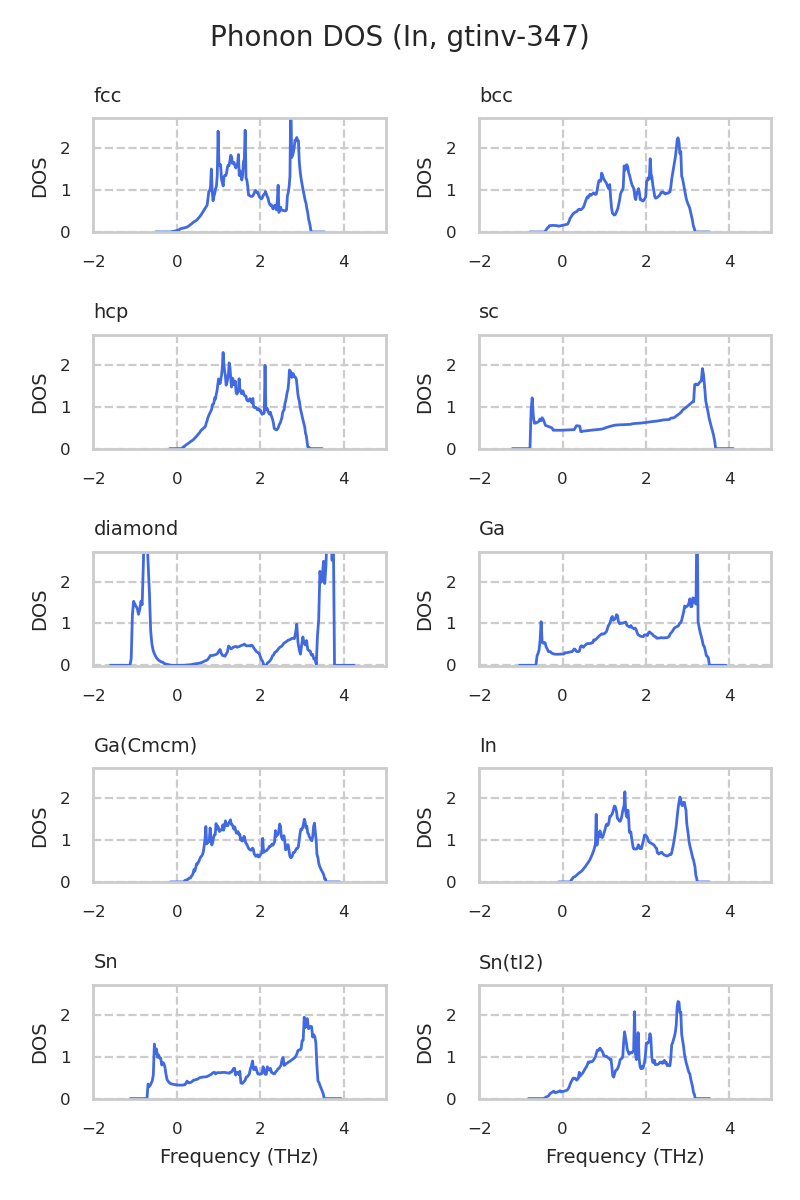 Phonon DOS (In, gtinv-347)
fcc
bcc
DOS
2
1
0
−2 0 2 4
DOS
2
1
0
−2 0 2 4
hcp
sc
DOS
2
1
0
−2 0 2 4
DOS
2
1
0
−2 0 2 4
diamond
Ga
DOS
2
1
0
−2 0 2 4
DOS
2
1
0
−2 0 2 4
Ga(Cmcm)
In
DOS
2
1
0
−2 0 2 4
DOS
2
1
0
−2 0 2 4
Sn
Sn(tI2)
DOS
2
1
0
−2 0 2 4
Frequency (THz)
DOS
2
1
0
−2 0 2 4
Frequency (THz)